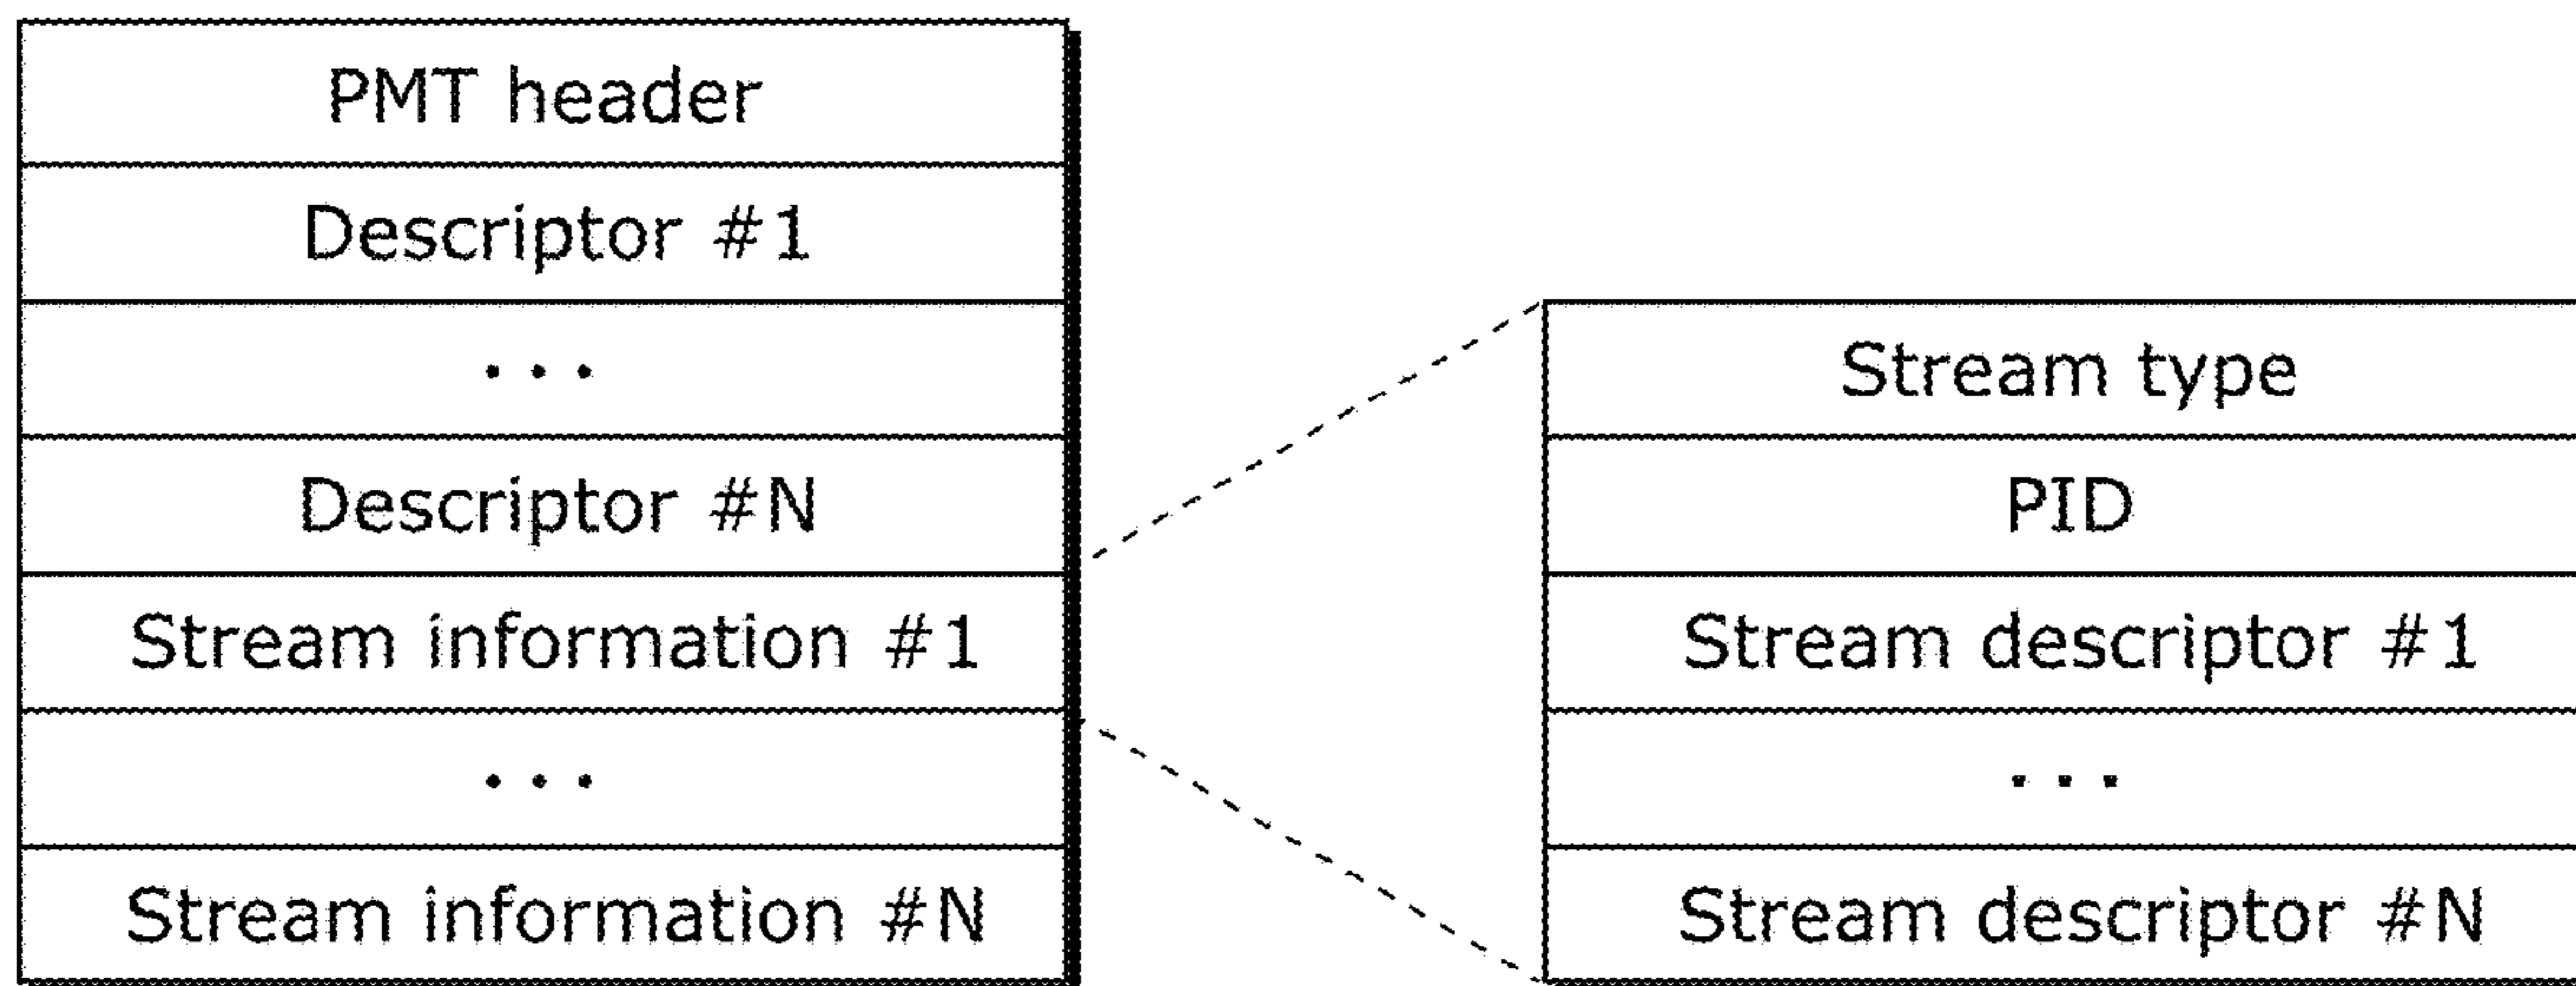 PMT header
Descriptor #1
...
Descriptor #N
Stream information #1
...
Stream information #N
Stream type
PID
Stream descriptor #1
...
Stream descriptor #N